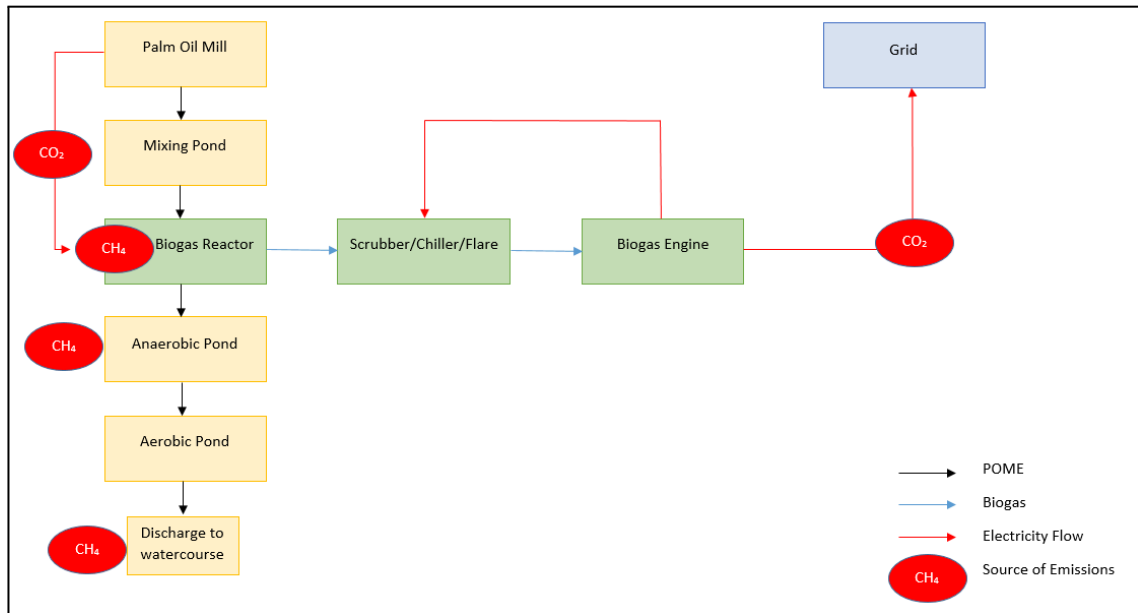 Palm Oil Mill
Grid
CO₂
Mixing Pond
CH₄
Biogas Reactor
Scrubber/Chiller/Flare
Biogas Engine
CO₂
CH₄
Anaerobic Pond
Aerobic Pond
CH₄
Discharge to
watercourse
POME
Biogas
Electricity Flow
CH₄
Source of Emissions